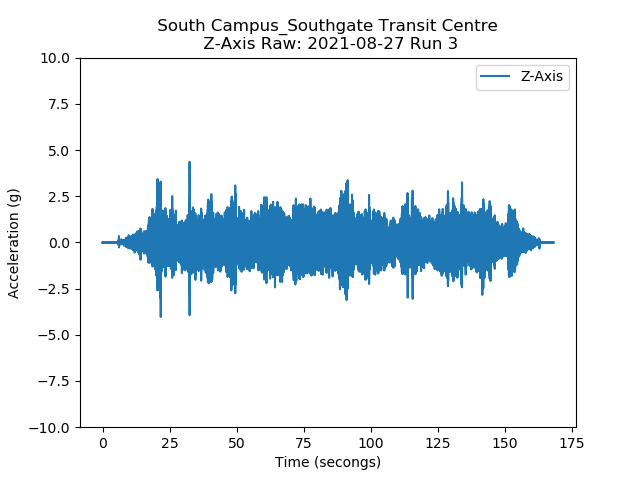 South Campus_Southgate Transit Centre
Z-Axis Raw: 2021-08-27 Run 3
Z-Axis
10.0
7.5
5.0
2.5
0.0
−2.5
−5.0
−7.5
−10.0
Acceleration (g)
0 25 50 75 100 125 150 175
Time (secongs)